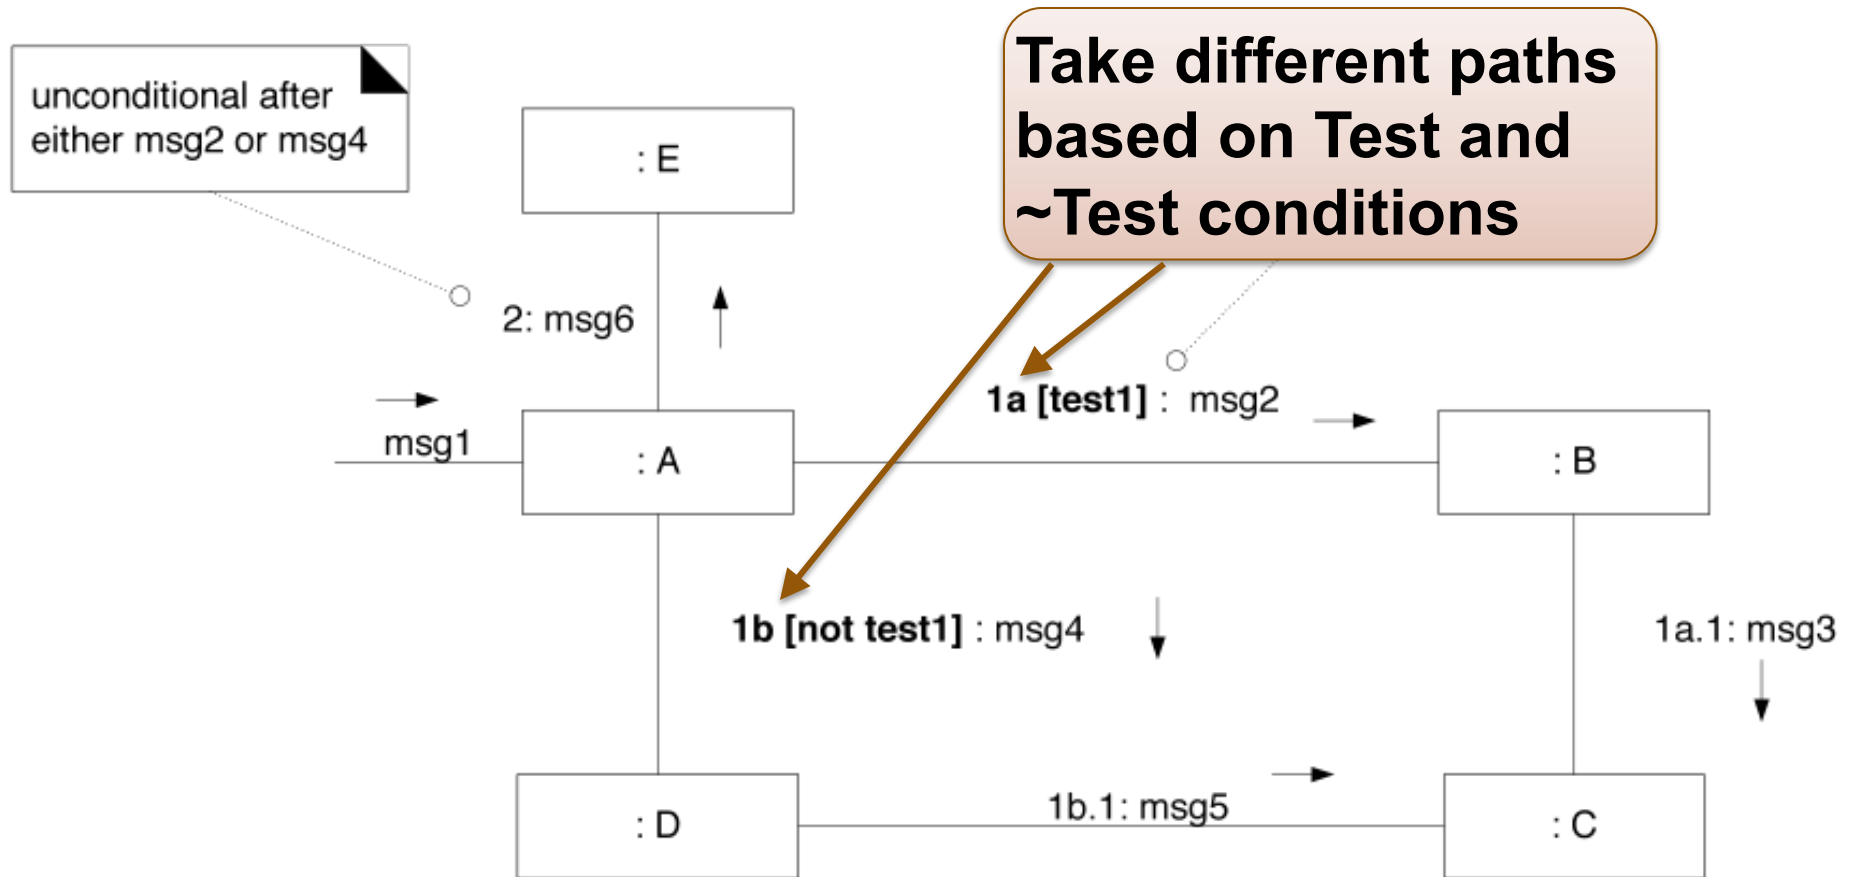 unconditional after
either msg2 or msg4
Take different paths
based on Test and
~Test conditions
: E
2: msg6
1a [test1] : msg2
msg1
: A
: B
1b [not test1] : msg4
1a.1: msg3
1b.1: msg5
: D
: C